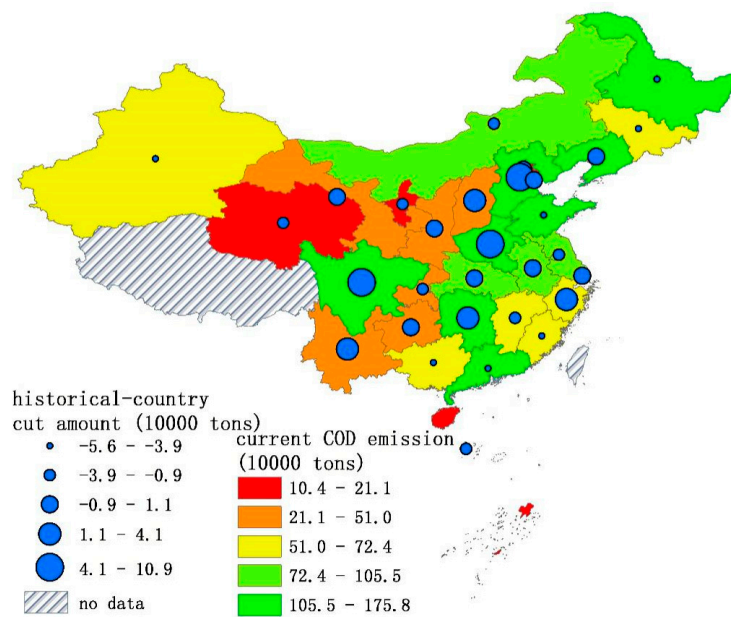 historical-country
cut amount (10000 tons)
-5.6 - -3.9
-3.9 - -0.9
-0.9 - 1.1
1.1 - 4.1
4.1 - 10.9
no data
current COD emission
(10000 tons)
10.4 - 21.1
21.1 - 51.0
51.0 - 72.4
72.4 - 105.5
105.5 - 175.8